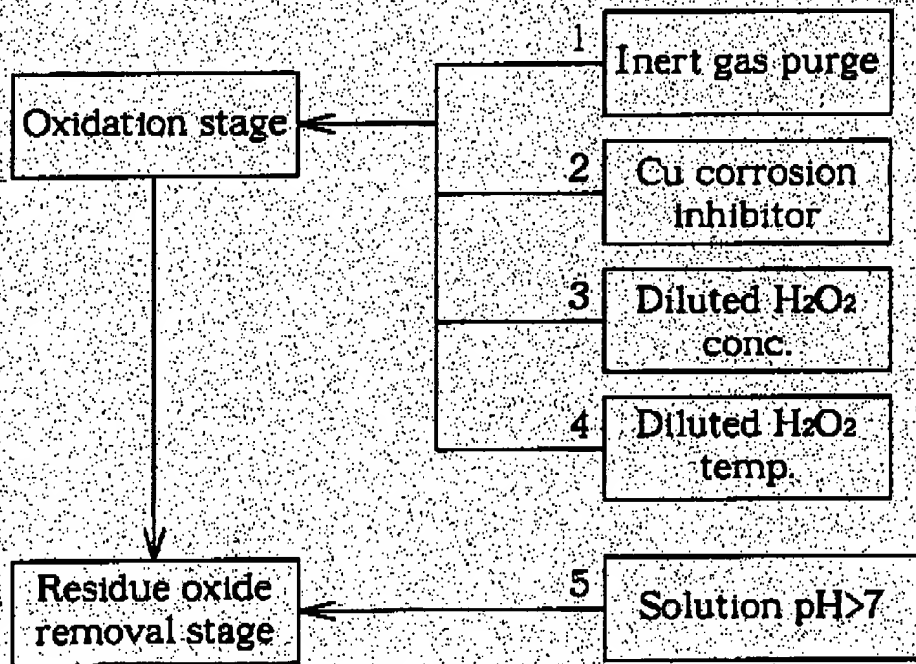 1
Inert gas purge
Oxidation stage
2
Cu corrosion
inhibitor
3
Diluted H₂O₂
conc.
4
Diluted H₂O₂
temp.
Residue oxide
removal stage
5
Solution pH>7